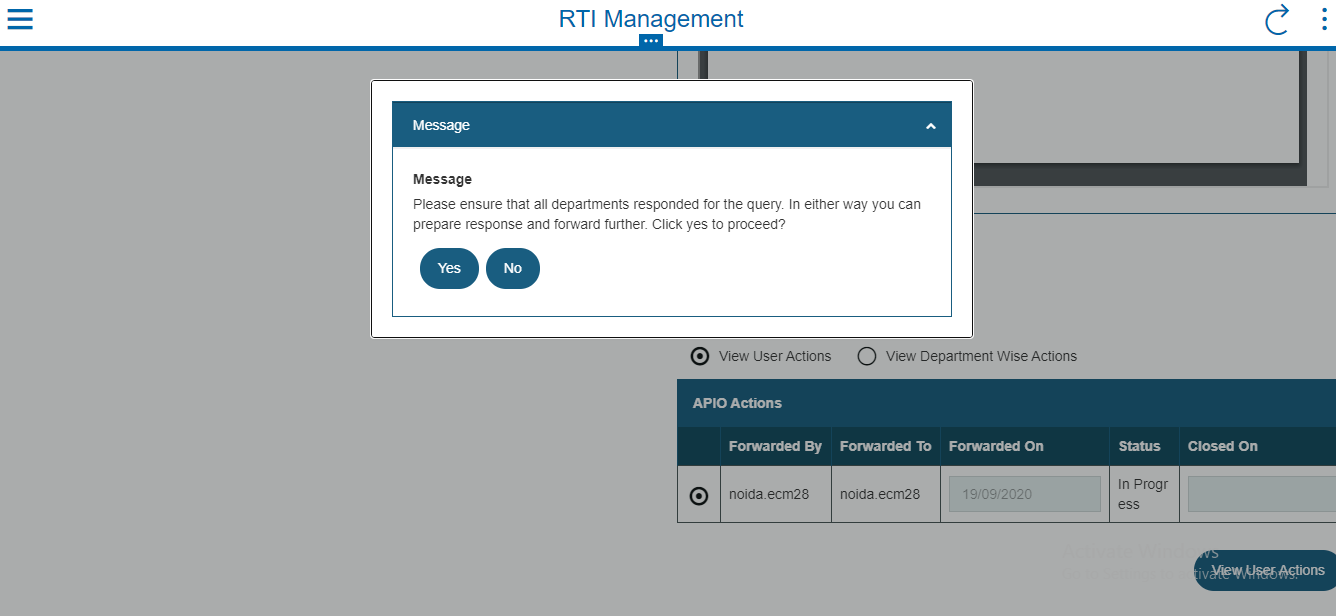 RTI Management
Message
Message
Please ensure that all departments responded for the query. In either way you can
prepare response and forward further. Click yes to proceed?
Yes No
View User Actions View Department Wise Actions
APIO Actions
Forwarded By Forwarded To Forwarded On Status Closed On
noida.ecm28 noida.ecm28 19/09/2020 In Progr
ess
View User Actions